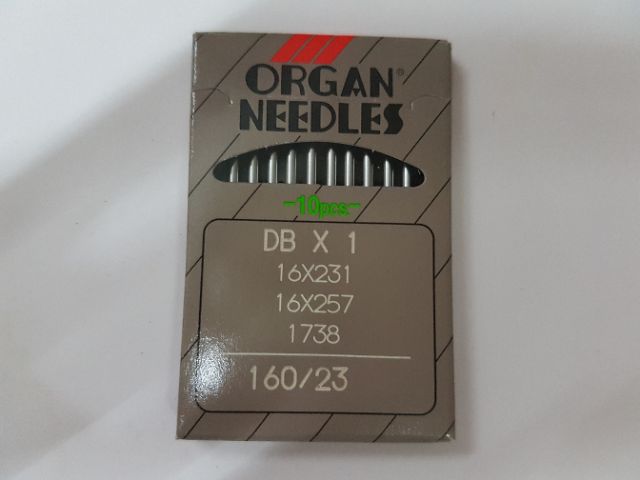 ORGAN®
NEEDLES
-10pcs-
DB X 1
16X231
16X257
1738
160/23